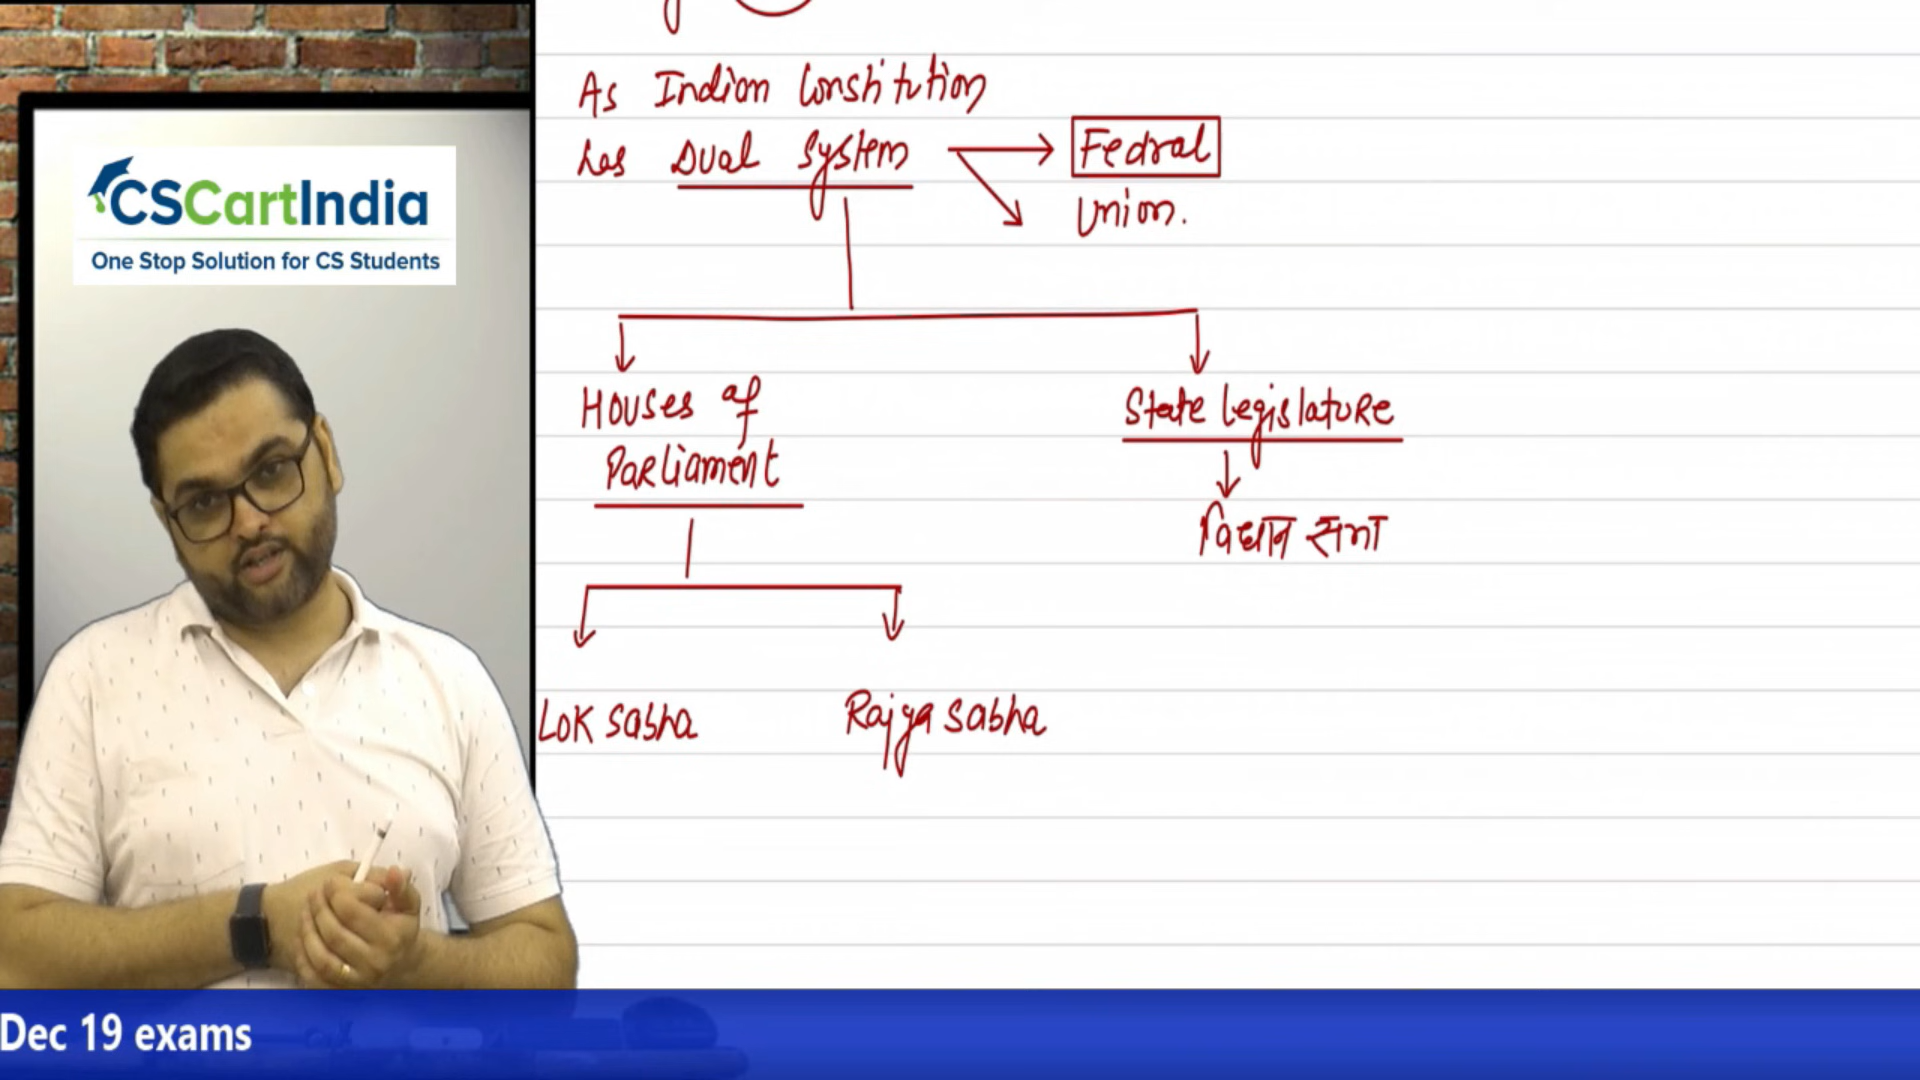 CSCartIndia
One Stop Solution for CS Students
As Indian Constitution
has Dual System
Fedral
Union.
Houses of
Parliament
State legislature
विधान सभा
Lok Sabha
Rajya Sabha
Dec 19 exams